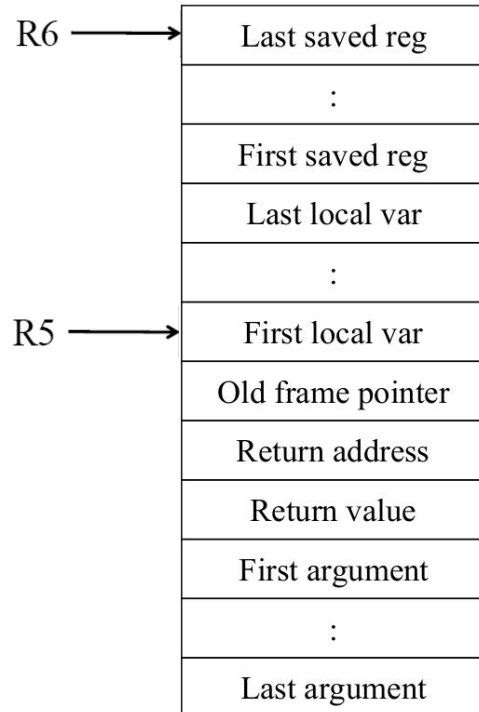 R6
Last saved reg
:
First saved reg
Last local var
:
R5
First local var
Old frame pointer
Return address
Return value
First argument
:
Last argument